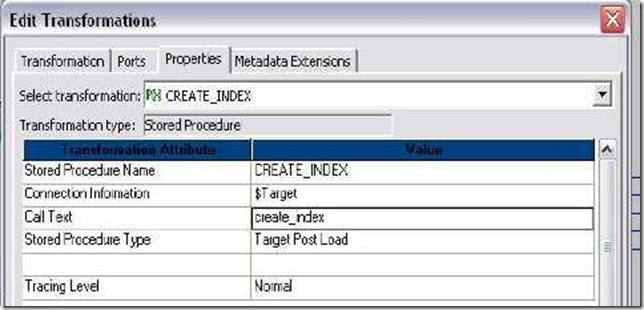 Edit Transformations
Transformation Ports Properties Metadata Extensions
Select transformation: CREATE_INDEX
Transformation type: Stored Procedure
Transformation Attribute Value
Stored Procedure Name CREATE_INDEX
Connection Information $Target
Call Text create_index
Stored Procedure Type Target Post Load
Tracing Level Normal